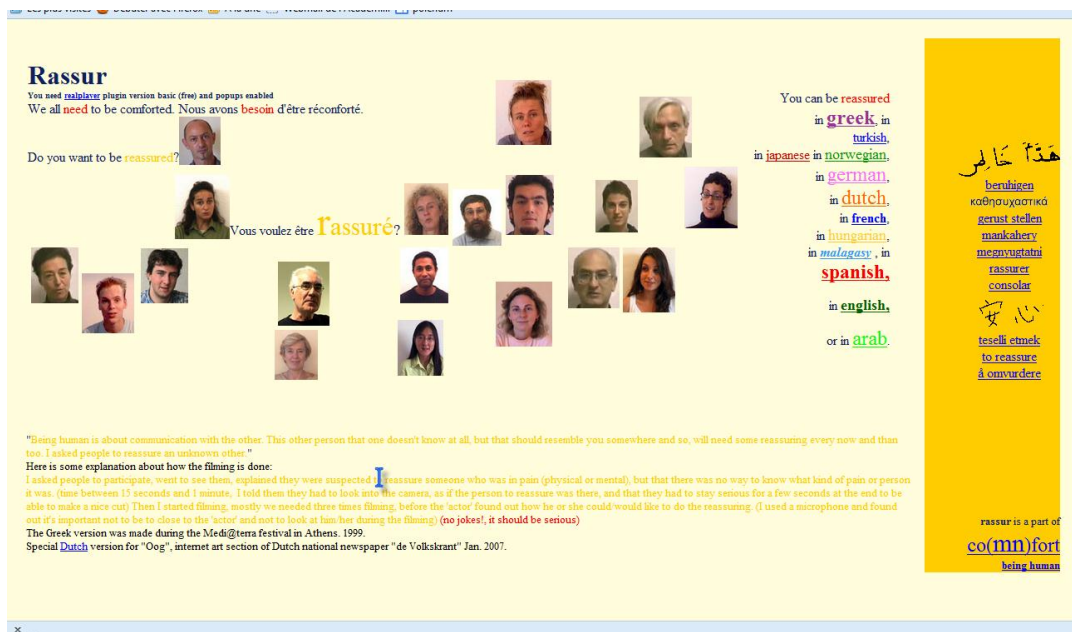 Rassur
You need realplayer plugin version basic (free) and popups enabled
We all need to be comforted. Nous avons besoin d'être réconforté.
Do you want to be reassured?
Vous voulez être rassuré?
You can be reassured
in greek, in
turkish,
in japanese in norwegian,
in german,
in dutch,
in french,
in hungarian,
in malagasy , in
spanish,
in english,
or in arab.
beruhigen
καθησυχαστικά
gerust stellen
mankahery
megnyugtatni
rassurer
consolar
安心
teselli etmek
to reassure
å omvurdere
"Being human is about communication with the other. This other person that one doesn't know at all, but that should resemble you somewhere and so, will need some reassuring every now and than
too. I asked people to reassure an unknown other."
Here is some explanation about how the filming is done:
I asked people to participate, went to see them, explained they were suspected to reassure someone who was in pain (physical or mental), but that there was no way to know what kind of pain or person
it was. (time between 15 seconds and 1 minute, I told them they had to look into the camera, as if the person to reassure was there, and that they had to stay serious for a few seconds at the end to be
able to make a nice cut) Then I started filming, mostly we needed three times filming, before the 'actor' found out how he or she could/would like to do the reassuring. (I used a microphone and found
out it's important not to be to close to the 'actor' and not to look at him/her during the filming) (no jokes!, it should be serious)
The Greek version was made during the Medi@terra festival in Athens. 1999.
Special Dutch version for "Oog", internet art section of Dutch national newspaper "de Volkskrant" Jan. 2007.
rassur is a part of
co(mn)fort
being human